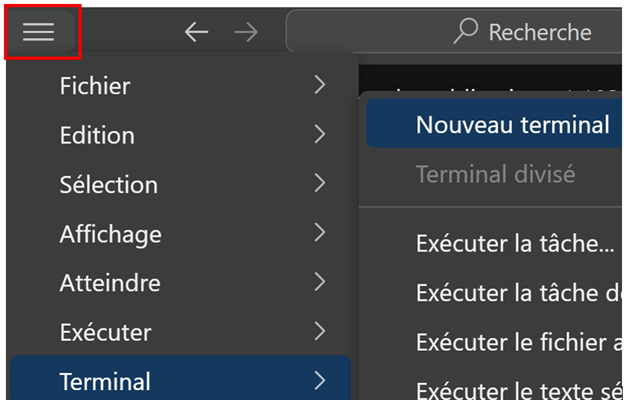 Recherche
Fichier
Edition
Sélection
Affichage
Atteindre
Exécuter
Terminal
Nouveau terminal
Terminal divisé
Exécuter la tâche...
Exécuter la tâche
Exécuter le fichier
Exécuter le texte